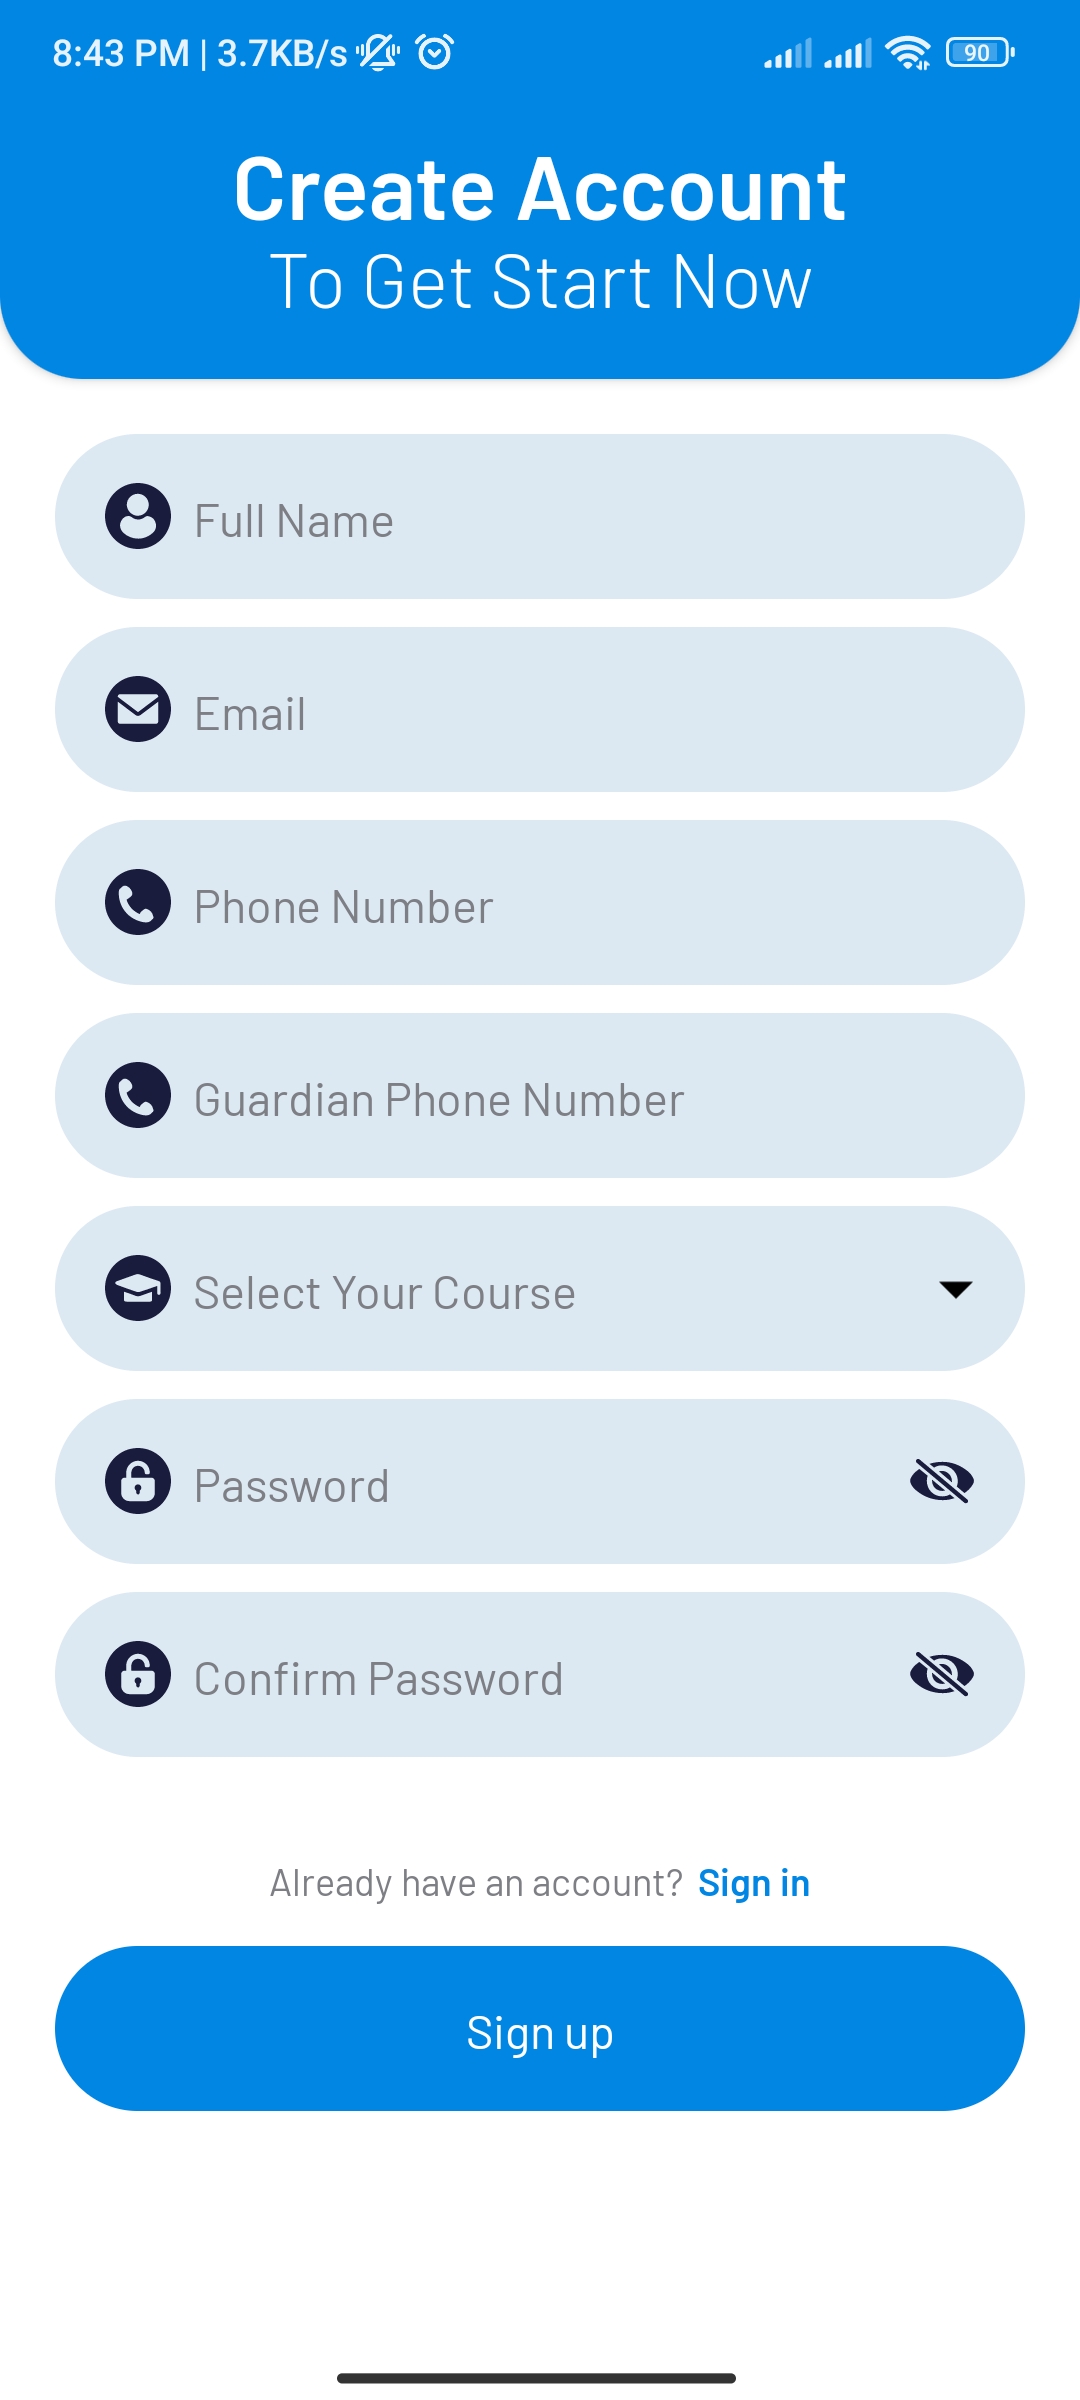 8:43 PM | 3.7KB/s
90
Create Account
To Get Start Now
Full Name
Email
Phone Number
Guardian Phone Number
Select Your Course
Password
Confirm Password
Already have an account? Sign in
Sign up